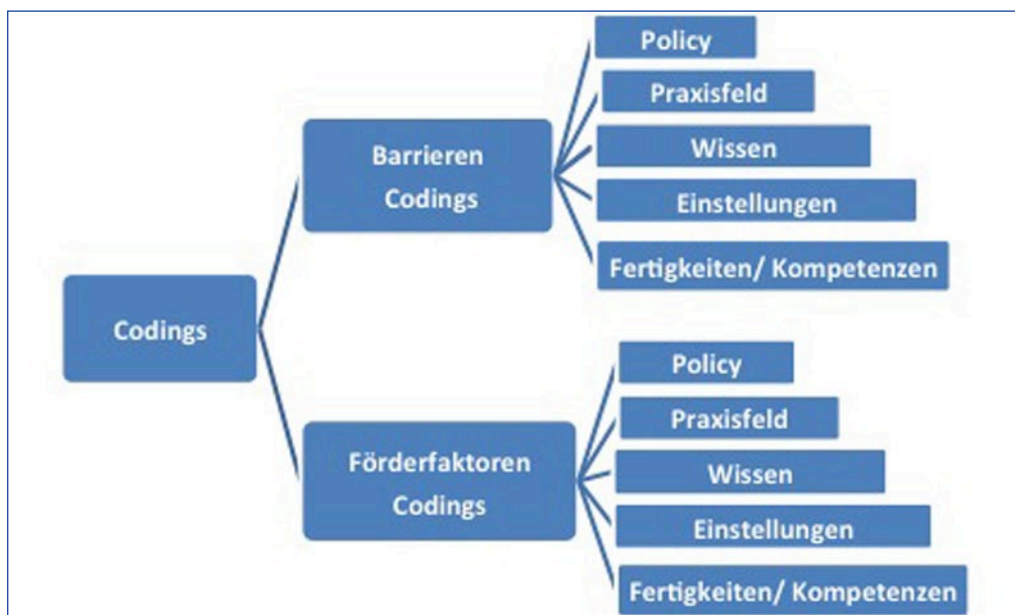 Codings
Barrieren
Codings
Policy
Praxisfeld
Wissen
Einstellungen
Fertigkeiten/ Kompetenzen
Förderfaktoren
Codings
Policy
Praxisfeld
Wissen
Einstellungen
Fertigkeiten/ Kompetenzen